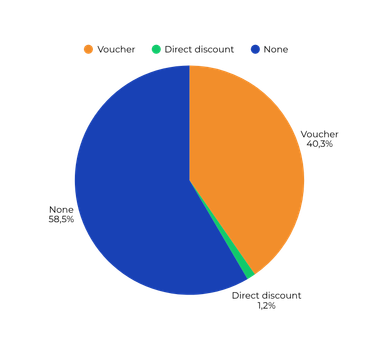 Voucher Direct discount None
Voucher
40,3%
None
58,5%
Direct discount
1,2%